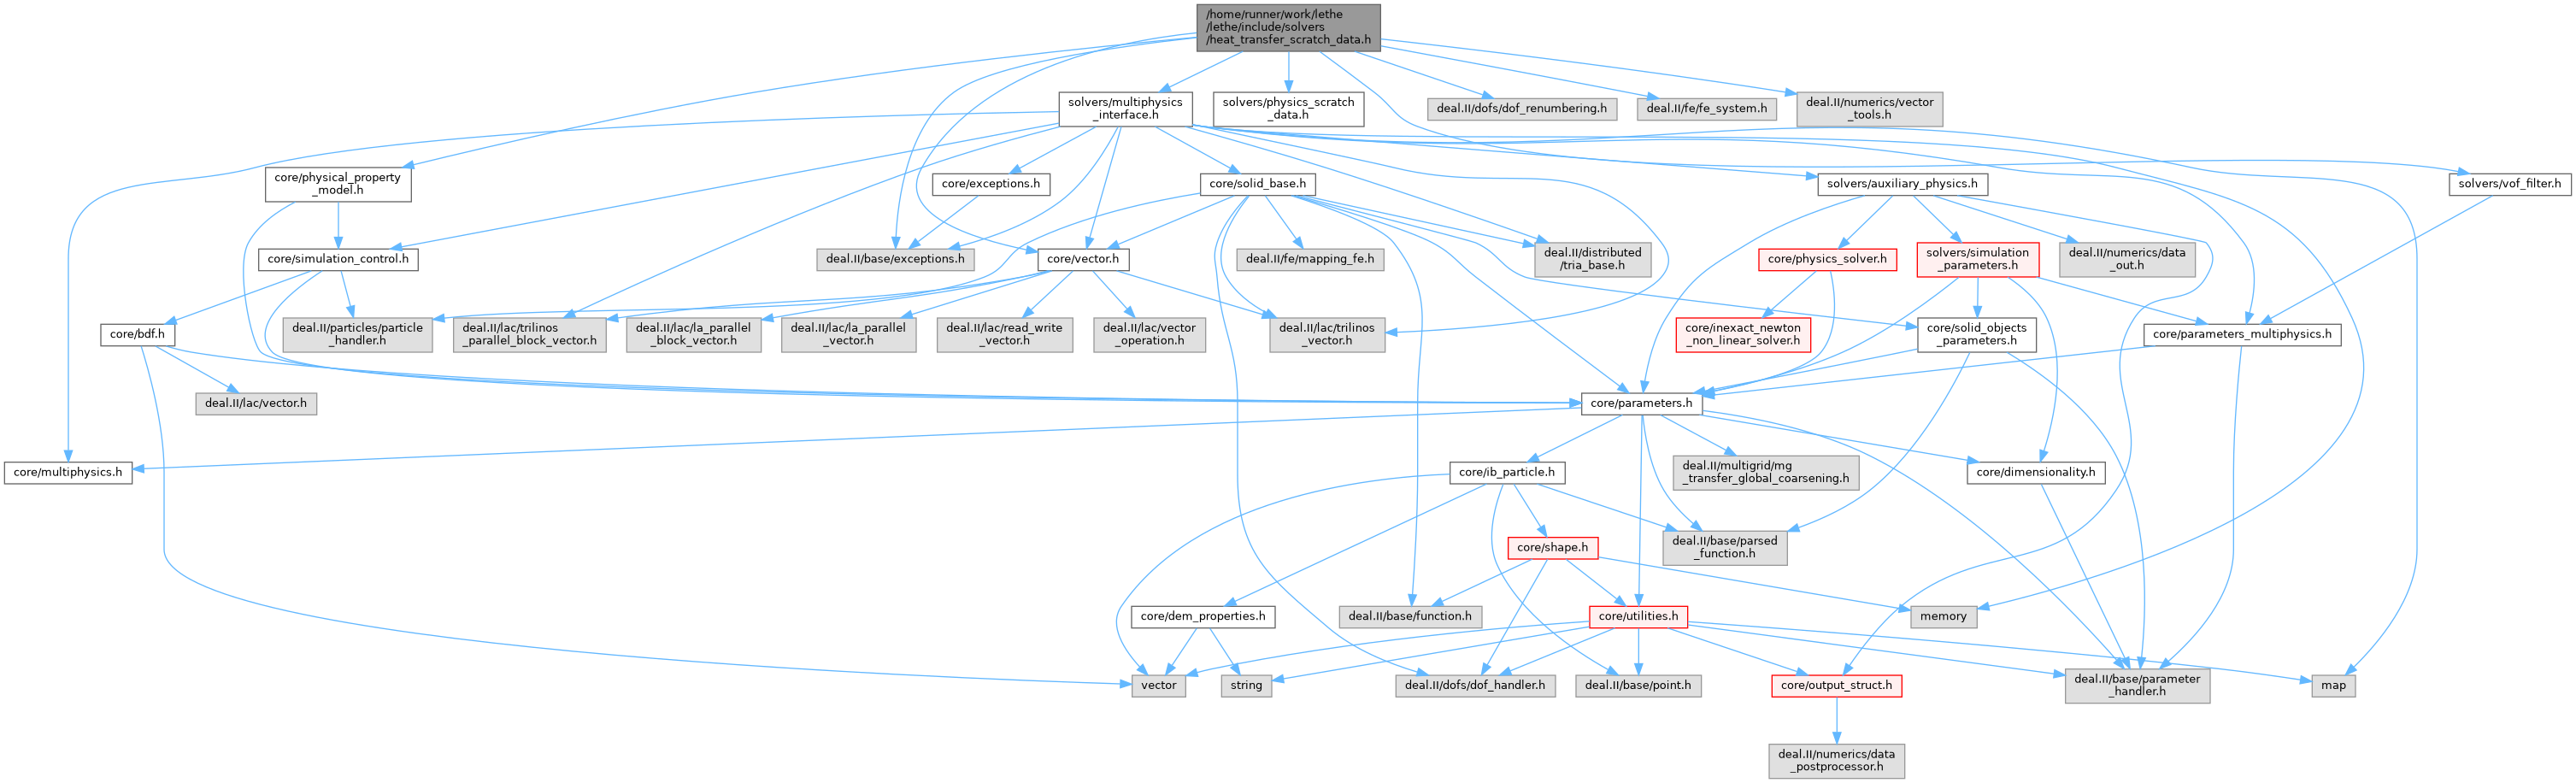 /home/runner/work/lethe
/lethe/include/solvers
/heat_transfer_scratch_data.h
solvers/multiphysics
_interface.h
solvers/physics_scratch
_data.h
deal.II/dofs/dof_renumbering.h
deal.II/fe/fe_system.h
deal.II/numerics/vector
_tools.h
core/physical_property
_model.h
core/exceptions.h
core/solid_base.h
solvers/auxiliary_physics.h
solvers/vof_filter.h
core/simulation_control.h
deal.II/base/exceptions.h
core/vector.h
deal.II/fe/mapping_fe.h
deal.II/distributed
/tria_base.h
core/physics_solver.h
solvers/simulation
_parameters.h
deal.II/numerics/data
_out.h
core/bdf.h
deal.II/particles/particle
_handler.h
deal.II/lac/trilinos
_parallel_block_vector.h
deal.II/lac/la_parallel
_block_vector.h
deal.II/lac/la_parallel
_vector.h
deal.II/lac/read_write
_vector.h
deal.II/lac/vector
_operation.h
deal.II/lac/trilinos
_vector.h
core/inexact_newton
_non_linear_solver.h
core/solid_objects
_parameters.h
core/parameters_multiphysics.h
deal.II/lac/vector.h
core/parameters.h
core/multiphysics.h
core/ib_particle.h
deal.II/multigrid/mg
_transfer_global_coarsening.h
core/dimensionality.h
core/shape.h
deal.II/base/parsed
_function.h
core/dem_properties.h
deal.II/base/function.h
core/utilities.h
memory
vector
string
deal.II/dofs/dof_handler.h
deal.II/base/point.h
core/output_struct.h
deal.II/base/parameter
_handler.h
map
deal.II/numerics/data
_postprocessor.h